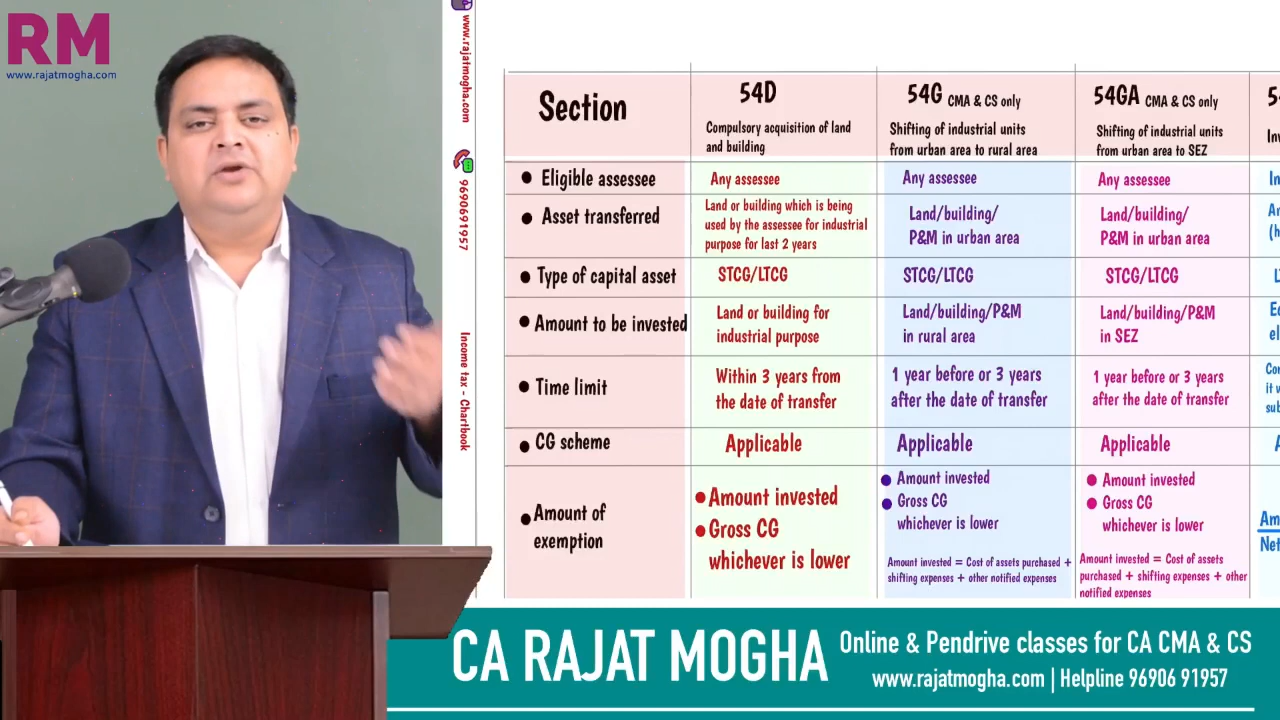 RM
www.rajatmogha.com
www.rajatmogha.com
9690691957
Income tax - Chartbook
Section
54D
Compulsory acquisition of land
and building
54G CMA & CS only
Shifting of industrial units
from urban area to rural area
54GA CMA & CS only
Shifting of industrial units
from urban area to SEZ
• Eligible assessee
Any assessee
Any assessee
Any assessee
• Asset transferred
Land or building which is being
used by the assessee for industrial
purpose for last 2 years
Land/building/
P&M in urban area
Land/building/
P&M in urban area
• Type of capital asset
STCG/LTCG
STCG/LTCG
STCG/LTCG
• Amount to be invested
Land or building for
industrial purpose
Land/building/P&M
in rural area
Land/building/P&M
in SEZ
• Time limit
Within 3 years from
the date of transfer
1 year before or 3 years
after the date of transfer
1 year before or 3 years
after the date of transfer
• CG scheme
Applicable
Applicable
Applicable
• Amount of
exemption
• Amount invested
• Gross CG
whichever is lower
• Amount invested
• Gross CG
whichever is lower
Amount invested = Cost of assets purchased +
shifting expenses + other notified expenses
• Amount invested
• Gross CG
whichever is lower
Amount invested = Cost of assets
purchased + shifting expenses + other
notified expenses
CA RAJAT MOGHA
Online & Pendrive classes for CA CMA & CS
www.rajatmogha.com | Helpline 96906 91957